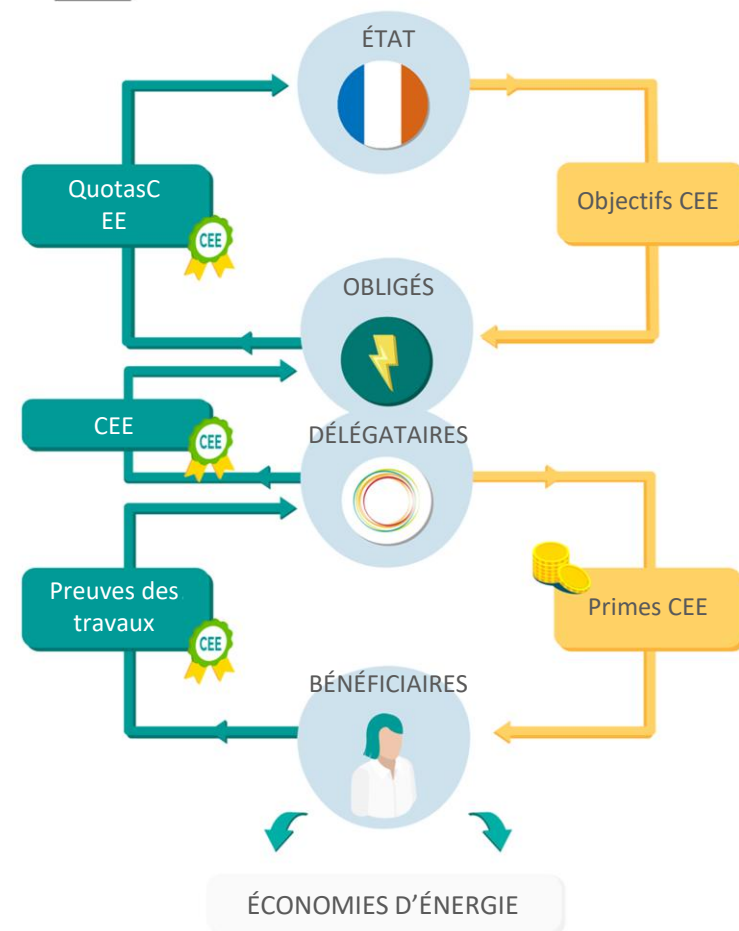 ÉTAT
QuotasC
EE
CEE
Objectifs CEE
OBLIGÉS
CEE
CEE
DÉLÉGATAIRES
Preuves des
travaux
CEE
Primes CEE
BÉNÉFICIAIRES
ÉCONOMIES D’ÉNERGIE